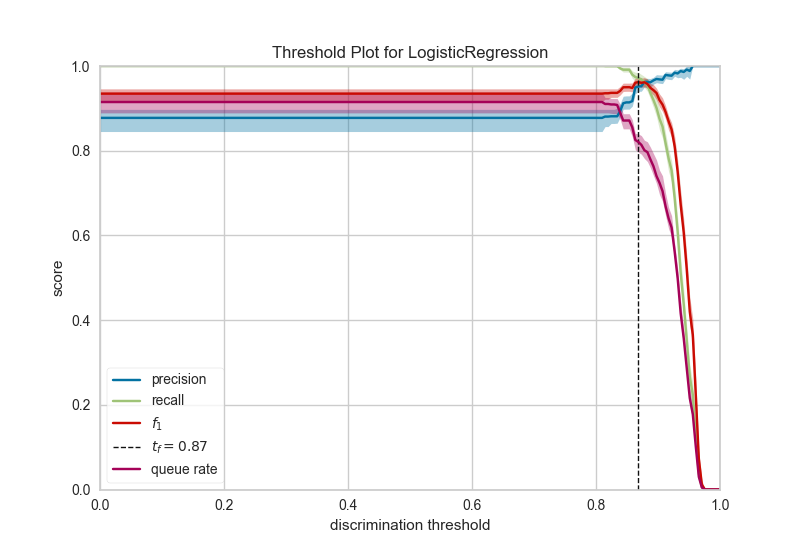 Threshold Plot for LogisticRegression
1.0
0.8
0.6
0.4
0.2
0.0
score
precision
recall
f₁
t_f = 0.87
queue rate
0.0 0.2 0.4 0.6 0.8 1.0
discrimination threshold